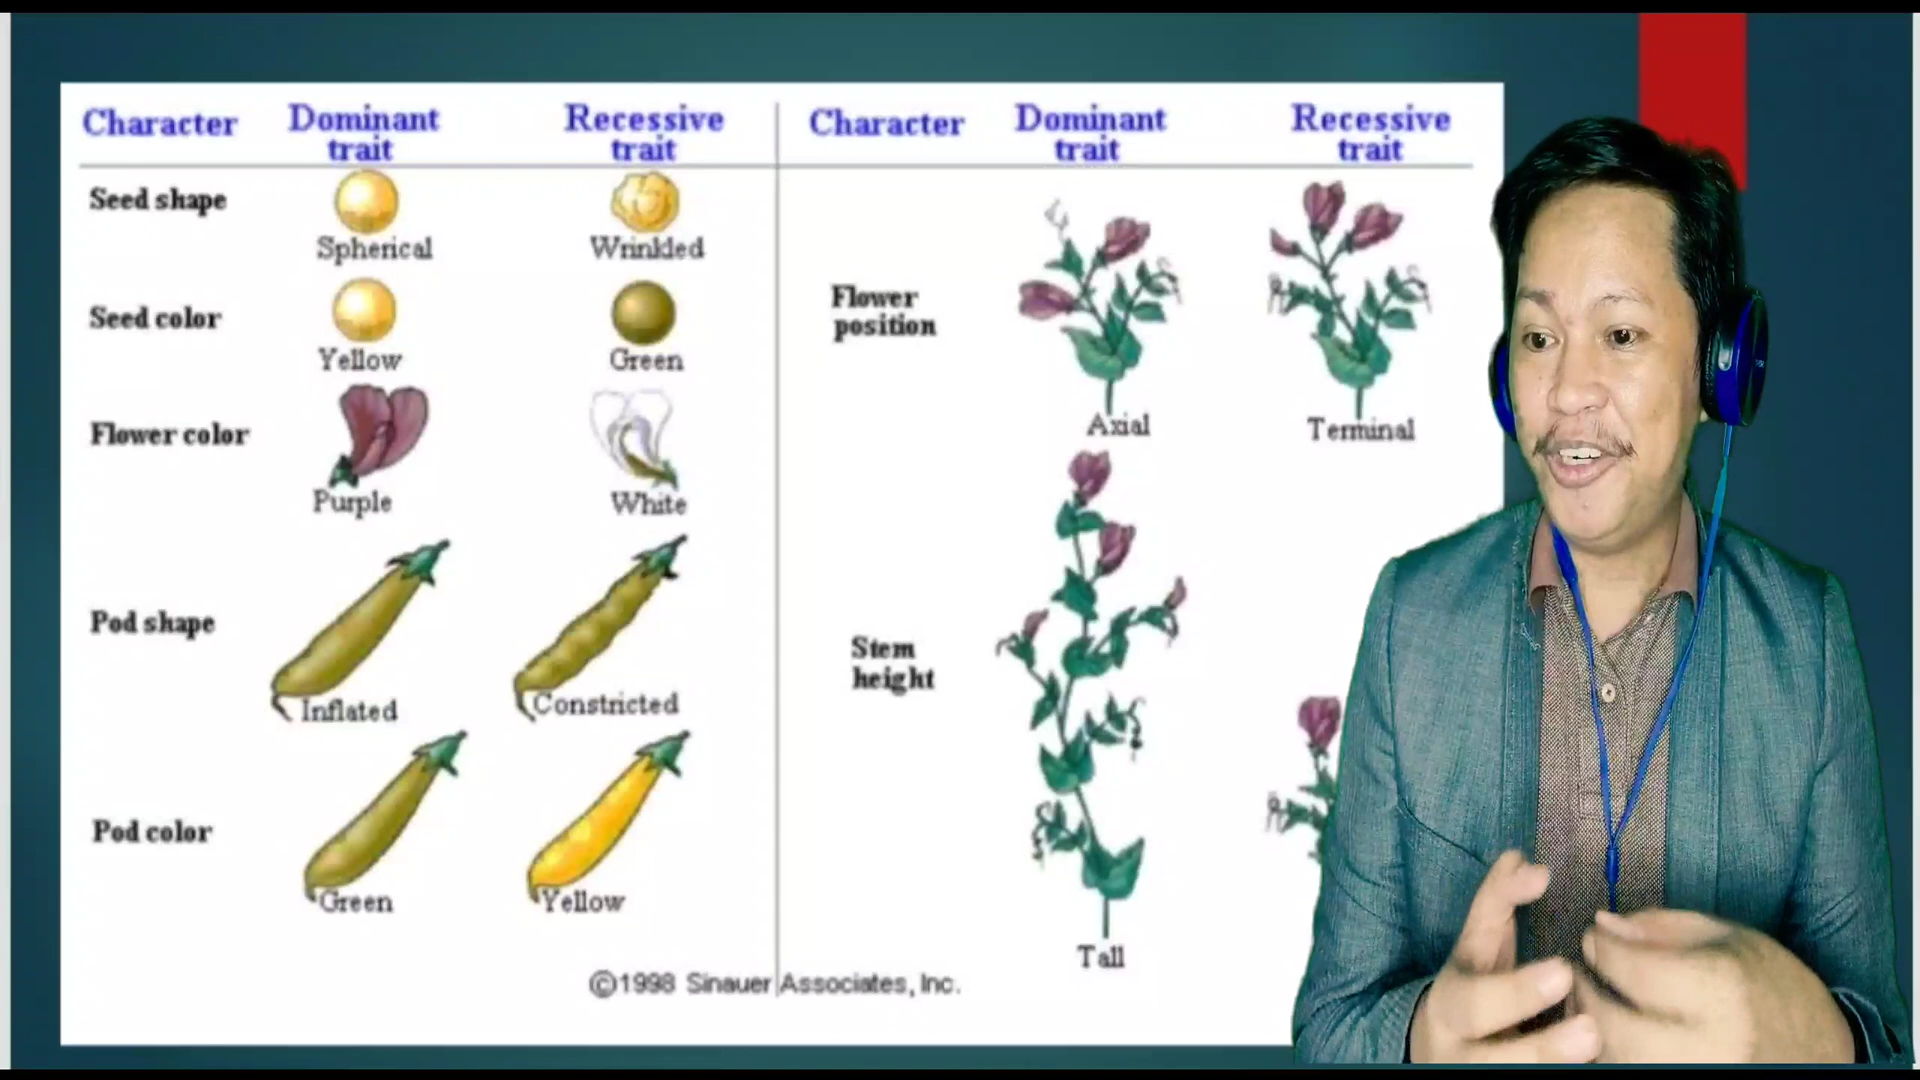 Character Dominant trait Recessive trait
Seed shape
Spherical Wrinkled
Seed color
Yellow Green
Flower color
Purple White
Pod shape
Inflated Constricted
Pod color
Green Yellow
Character Dominant trait Recessive trait
Flower position
Axial Terminal
Stem height
Tall
©1998 Sinauer Associates, Inc.